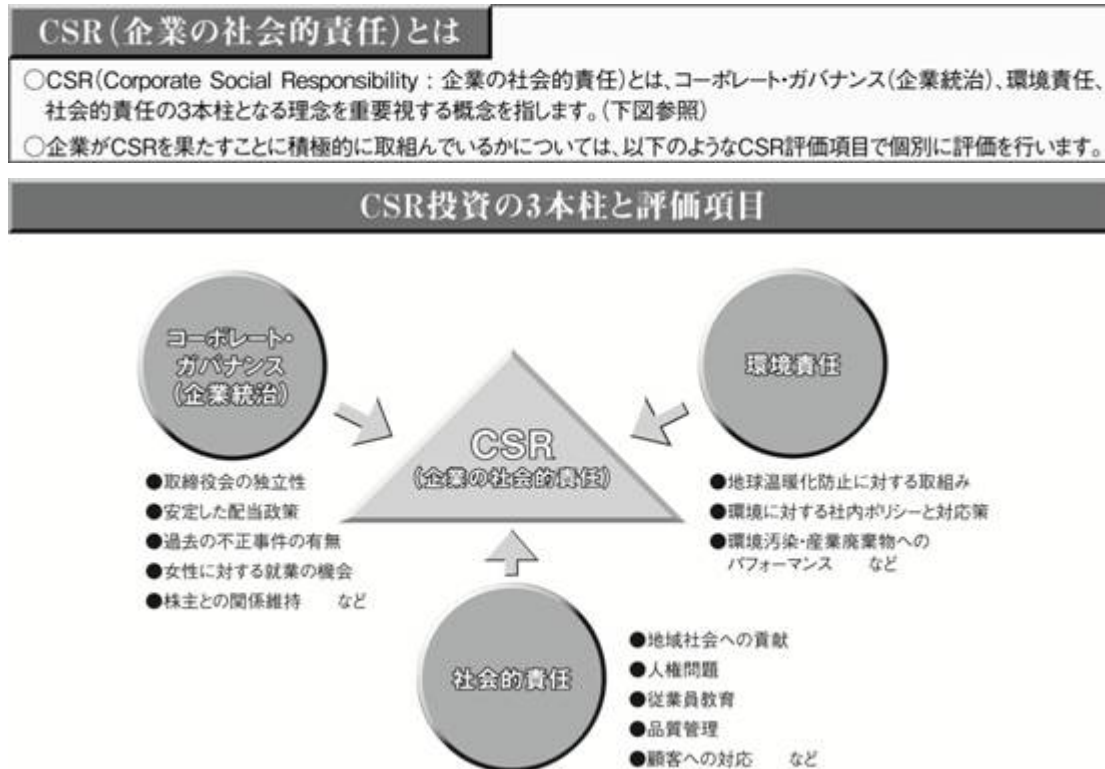 CSR(企業の社会的責任)とは
○CSR(Corporate Social Responsibility : 企業の社会的責任)とは、コーポレート・ガバナンス(企業統治)、環境責任、
社会的責任の3本柱となる理念を重要視する概念を指します。(下図参照)
○企業がCSRを果たすことに積極的に取組んでいるかについては、以下のようなCSR評価項目で個別に評価を行います。
CSR投資の3本柱と評価項目
コーポレート・
ガバナンス
(企業統治)
●取締役会の独立性
●安定した配当政策
●過去の不正事件の有無
●女性に対する就業の機会
●株主との関係維持 など
CSR
(企業の社会的責任)
環境責任
●地球温暖化防止に対する取組み
●環境に対する社内ポリシーと対応策
●環境汚染・産業廃棄物への
パフォーマンス など
社会的責任
●地域社会への貢献
●人権問題
●従業員教育
●品質管理
●顧客への対応 など